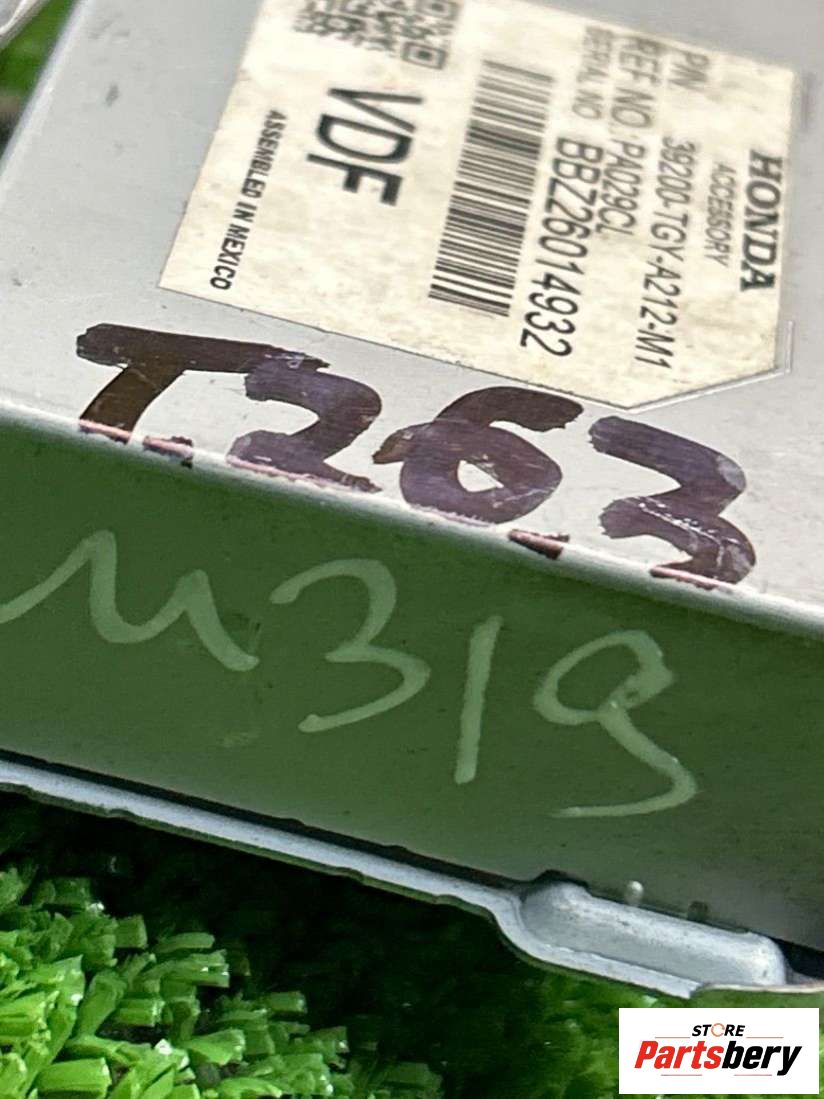 HONDA
ACCESSORY
P/N 39200-TGY-A212-M1
REF NO: PA029CL
SERIAL NO BBZ26014932
VDF
ASSEMBLED IN MEXICO
T.263
M319
STORE
Partsbery